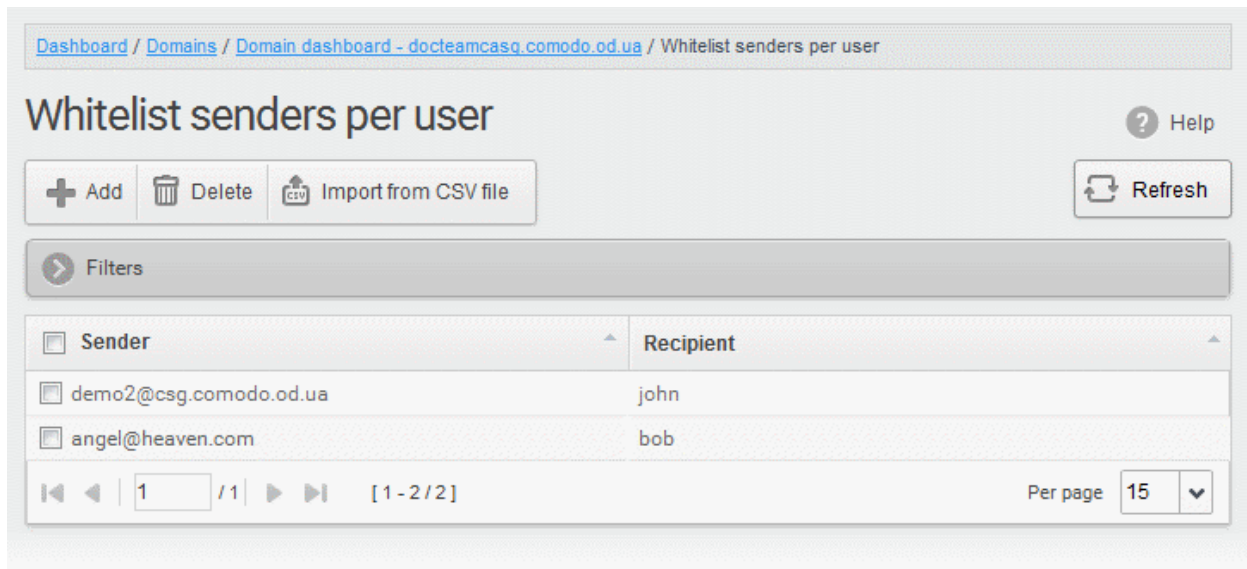 Dashboard / Domains / Domain dashboard - docteamcasg.comodo.od.ua / Whitelist senders per user
Whitelist senders per user
Help
Add Delete Import from CSV file
Refresh
Filters
Sender Recipient
demo2@csg.comodo.od.ua john
angel@heaven.com bob
1 / 1 [ 1 - 2 / 2 ] Per page 15